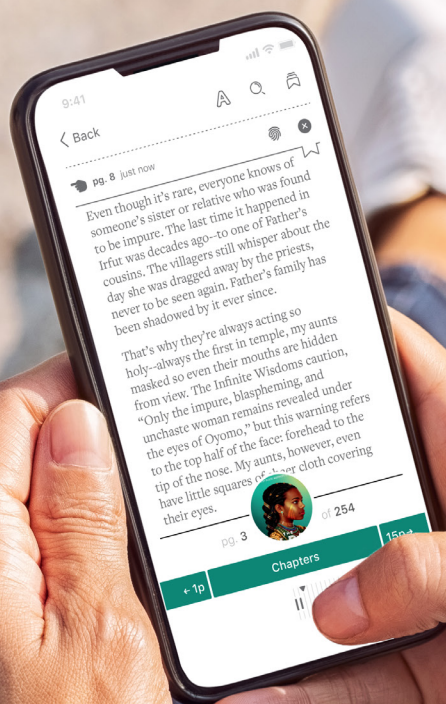 9:41
Back
pg. 8 just now
Even though it’s rare, everyone knows of
someone’s sister or relative who was found
to be impure. The last time it happened in
Irfut was decades ago--to one of Father’s
cousins. The villagers still whisper about the
day she was dragged away by the priests,
never to be seen again. Father’s family has
been shadowed by it ever since.
That’s why they’re always acting so
holy--always the first in temple, my aunts
masked so even their mouths are hidden
from view. The Infinite Wisdoms caution,
“Only the impure, blaspheming, and
unchaste woman remains revealed under
the eyes of Oyomo,” but this warning refers
to the top half of the face: forehead to the
tip of the nose. My aunts, however, even
have little squares of sheer cloth covering
their eyes.
pg. 3 of 254
←1p Chapters 15p→